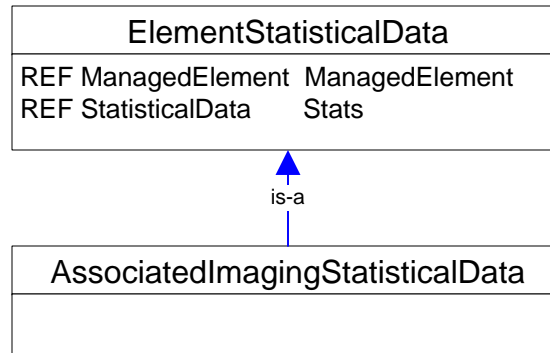 ElementStatisticalData
REF ManagedElement ManagedElement
REF StatisticalData Stats
is-a
AssociatedImagingStatisticalData